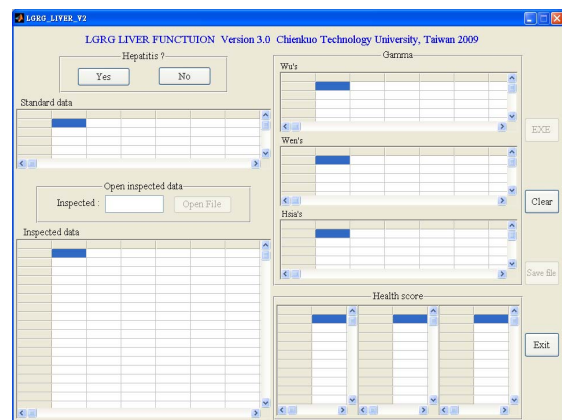 LGRG_LIVER_V2
LGRG LIVER FUNCTUION Version 3.0 Chienkuo Technology University, Taiwan 2009
Hepatitis ?
Yes
No
Standard data
Open inspected data
Inspected :
Open File
Inspected data
Gamma
Wu's
Wen's
Hsia's
Health score
EXE
Clear
Save file
Exit